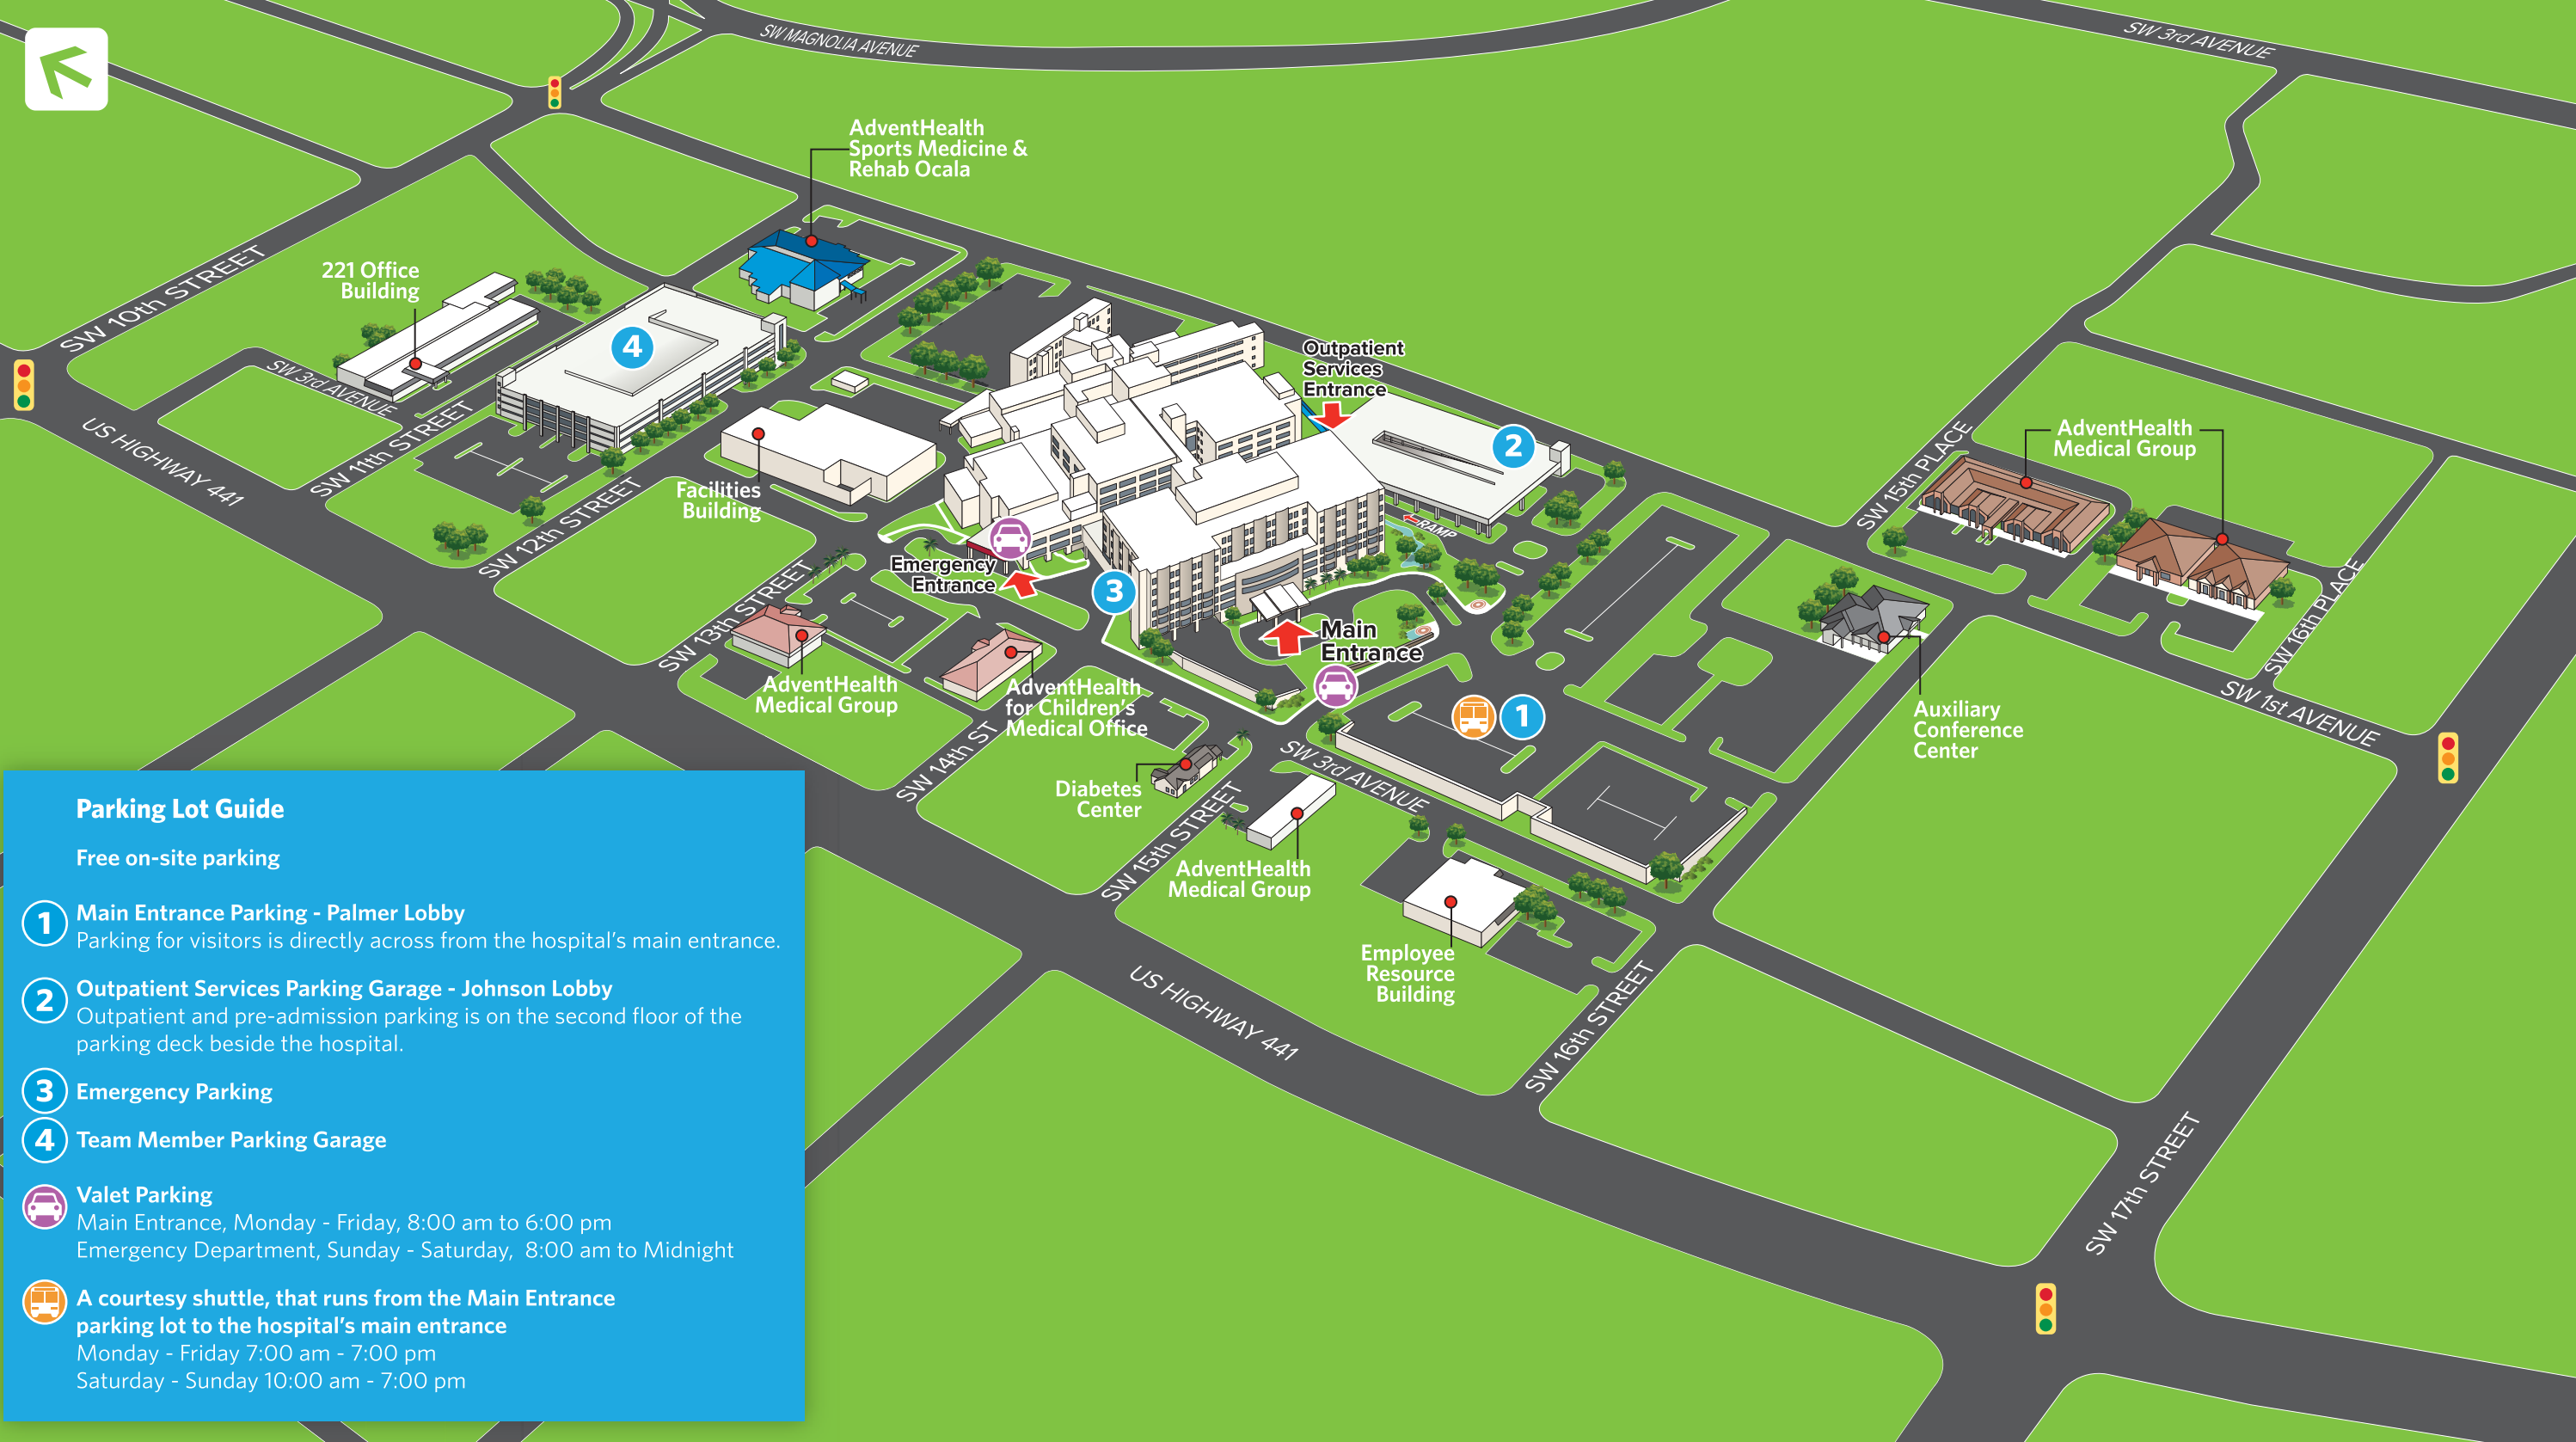 SW MAGNOLIA AVENUE
SW 3rd AVENUE
AdventHealth
Sports Medicine &
Rehab Ocala
SW 10th STREET
221 Office
Building
4
SW 3rd AVENUE
US HIGHWAY 441
SW 11th STREET
Outpatient
Services
Entrance
2
RAMP
SW 15th PLACE
AdventHealth
Medical Group
Facilities
Building
SW 12th STREET
Emergency
Entrance
3
SW 13th STREET
Main
Entrance
SW 16th PLACE
AdventHealth
Medical Group
AdventHealth
for Children's
Medical Office
1
Auxiliary
Conference
Center
SW 1st AVENUE
SW 14th ST
SW 3rd AVENUE
Diabetes
Center
SW 15th STREET
AdventHealth
Medical Group
Employee
Resource
Building
US HIGHWAY 441
SW 16th STREET
SW 17th STREET
Parking Lot Guide
Free on-site parking
1
Main Entrance Parking - Palmer Lobby
Parking for visitors is directly across from the hospital's main entrance.
2
Outpatient Services Parking Garage - Johnson Lobby
Outpatient and pre-admission parking is on the second floor of the
parking deck beside the hospital.
3
Emergency Parking
4
Team Member Parking Garage
Valet Parking
Main Entrance, Monday - Friday, 8:00 am to 6:00 pm
Emergency Department, Sunday - Saturday, 8:00 am to Midnight
A courtesy shuttle, that runs from the Main Entrance
parking lot to the hospital's main entrance
Monday - Friday 7:00 am - 7:00 pm
Saturday - Sunday 10:00 am - 7:00 pm